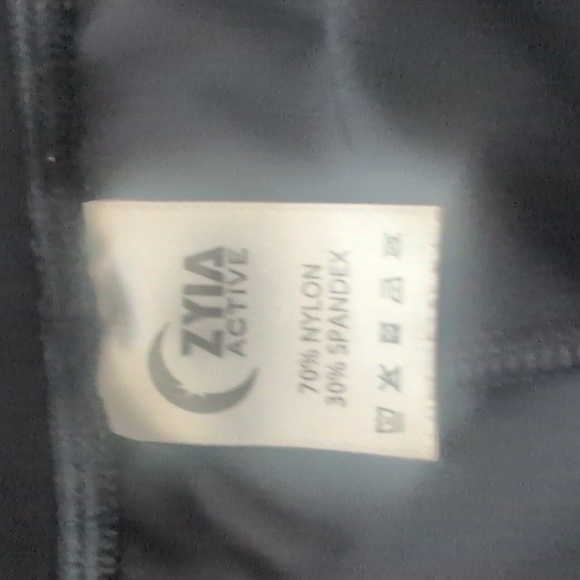 ZYIA
ACTIVE
70% NYLON
30% SPANDEX